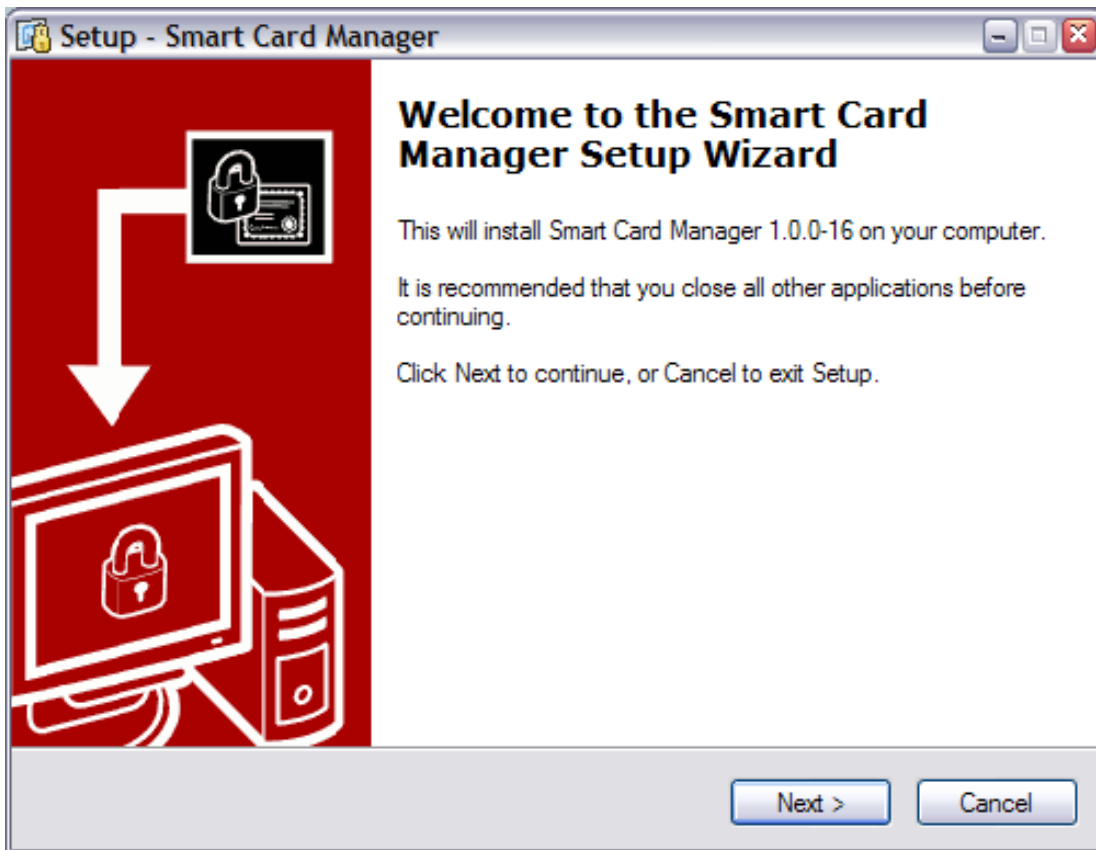 Setup - Smart Card Manager
Welcome to the Smart Card
Manager Setup Wizard
This will install Smart Card Manager 1.0.0-16 on your computer.
It is recommended that you close all other applications before
continuing.
Click Next to continue, or Cancel to exit Setup.
Next >
Cancel